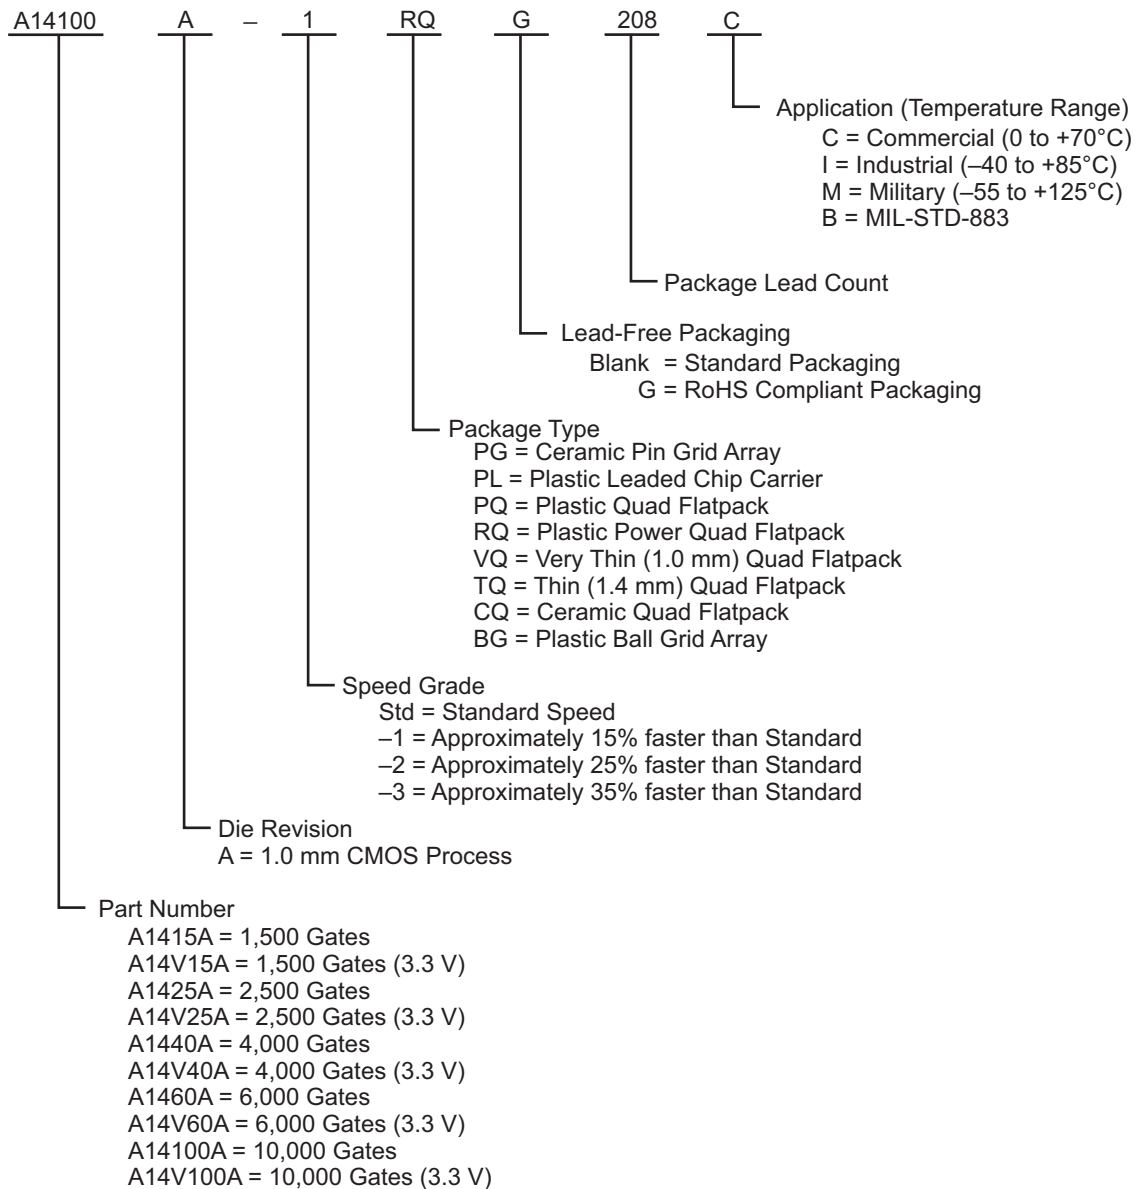 A14100 A – 1 RQ G 208 C
Application (Temperature Range)
C = Commercial (0 to +70°C)
I = Industrial (–40 to +85°C)
M = Military (–55 to +125°C)
B = MIL-STD-883
Package Lead Count
Lead-Free Packaging
Blank = Standard Packaging
G = RoHS Compliant Packaging
Package Type
PG = Ceramic Pin Grid Array
PL = Plastic Leaded Chip Carrier
PQ = Plastic Quad Flatpack
RQ = Plastic Power Quad Flatpack
VQ = Very Thin (1.0 mm) Quad Flatpack
TQ = Thin (1.4 mm) Quad Flatpack
CQ = Ceramic Quad Flatpack
BG = Plastic Ball Grid Array
Speed Grade
Std = Standard Speed
–1 = Approximately 15% faster than Standard
–2 = Approximately 25% faster than Standard
–3 = Approximately 35% faster than Standard
Die Revision
A = 1.0 mm CMOS Process
Part Number
A1415A = 1,500 Gates
A14V15A = 1,500 Gates (3.3 V)
A1425A = 2,500 Gates
A14V25A = 2,500 Gates (3.3 V)
A1440A = 4,000 Gates
A14V40A = 4,000 Gates (3.3 V)
A1460A = 6,000 Gates
A14V60A = 6,000 Gates (3.3 V)
A14100A = 10,000 Gates
A14V100A = 10,000 Gates (3.3 V)